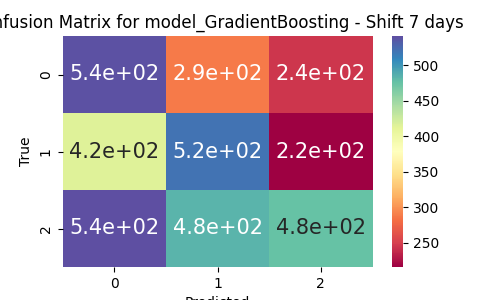 nfusion Matrix for model_GradientBoosting - Shift 7 days
0 5.4e+02 2.9e+02 2.4e+02
1 4.2e+02 5.2e+02 2.2e+02
2 5.4e+02 4.8e+02 4.8e+02
True
0 1 2
Predicted
500
450
400
350
300
250